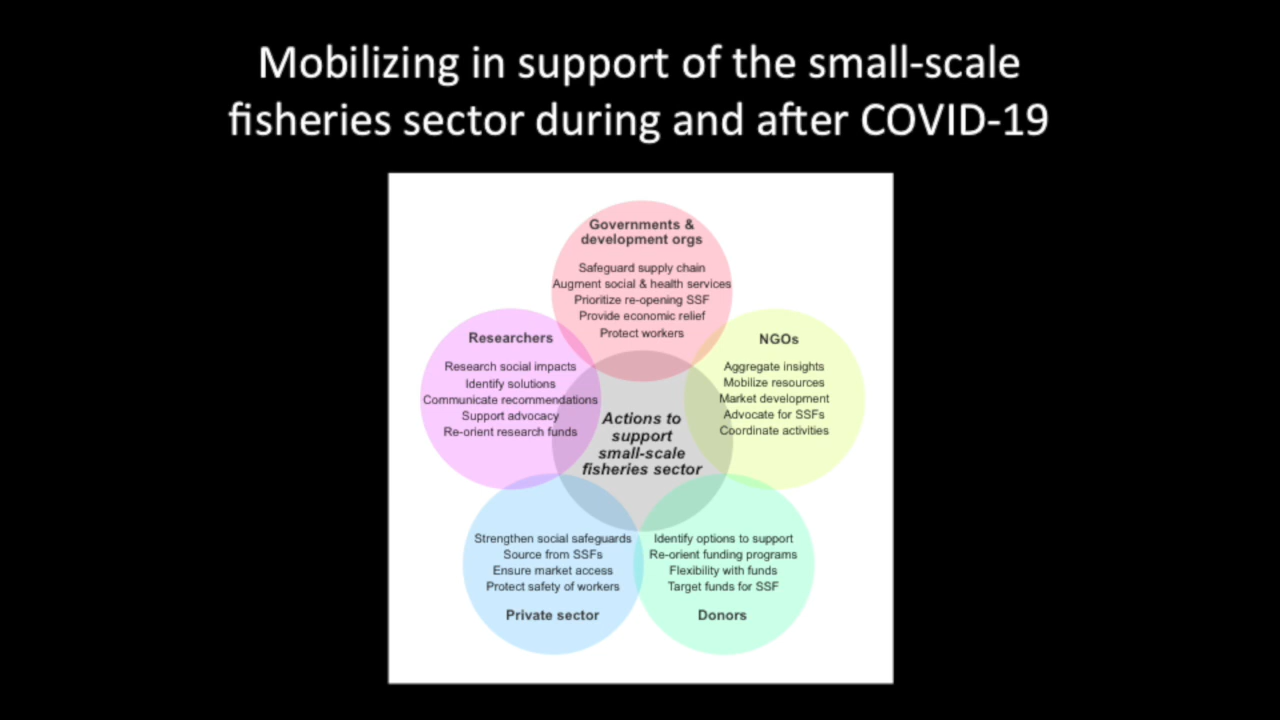 Mobilizing in support of the small-scale
fisheries sector during and after COVID-19
Governments &
development orgs
Safeguard supply chain
Augment social & health services
Prioritize re-opening SSF
Provide economic relief
Protect workers
Researchers
Research social impacts
Identify solutions
Communicate recommendations
Support advocacy
Re-orient research funds
NGOs
Aggregate insights
Mobilize resources
Market development
Advocate for SSFs
Coordinate activities
Actions to
support
small-scale
fisheries sector
Strengthen social safeguards
Source from SSFs
Ensure market access
Protect safety of workers
Private sector
Identify options to support
Re-orient funding programs
Flexibility with funds
Target funds for SSF
Donors